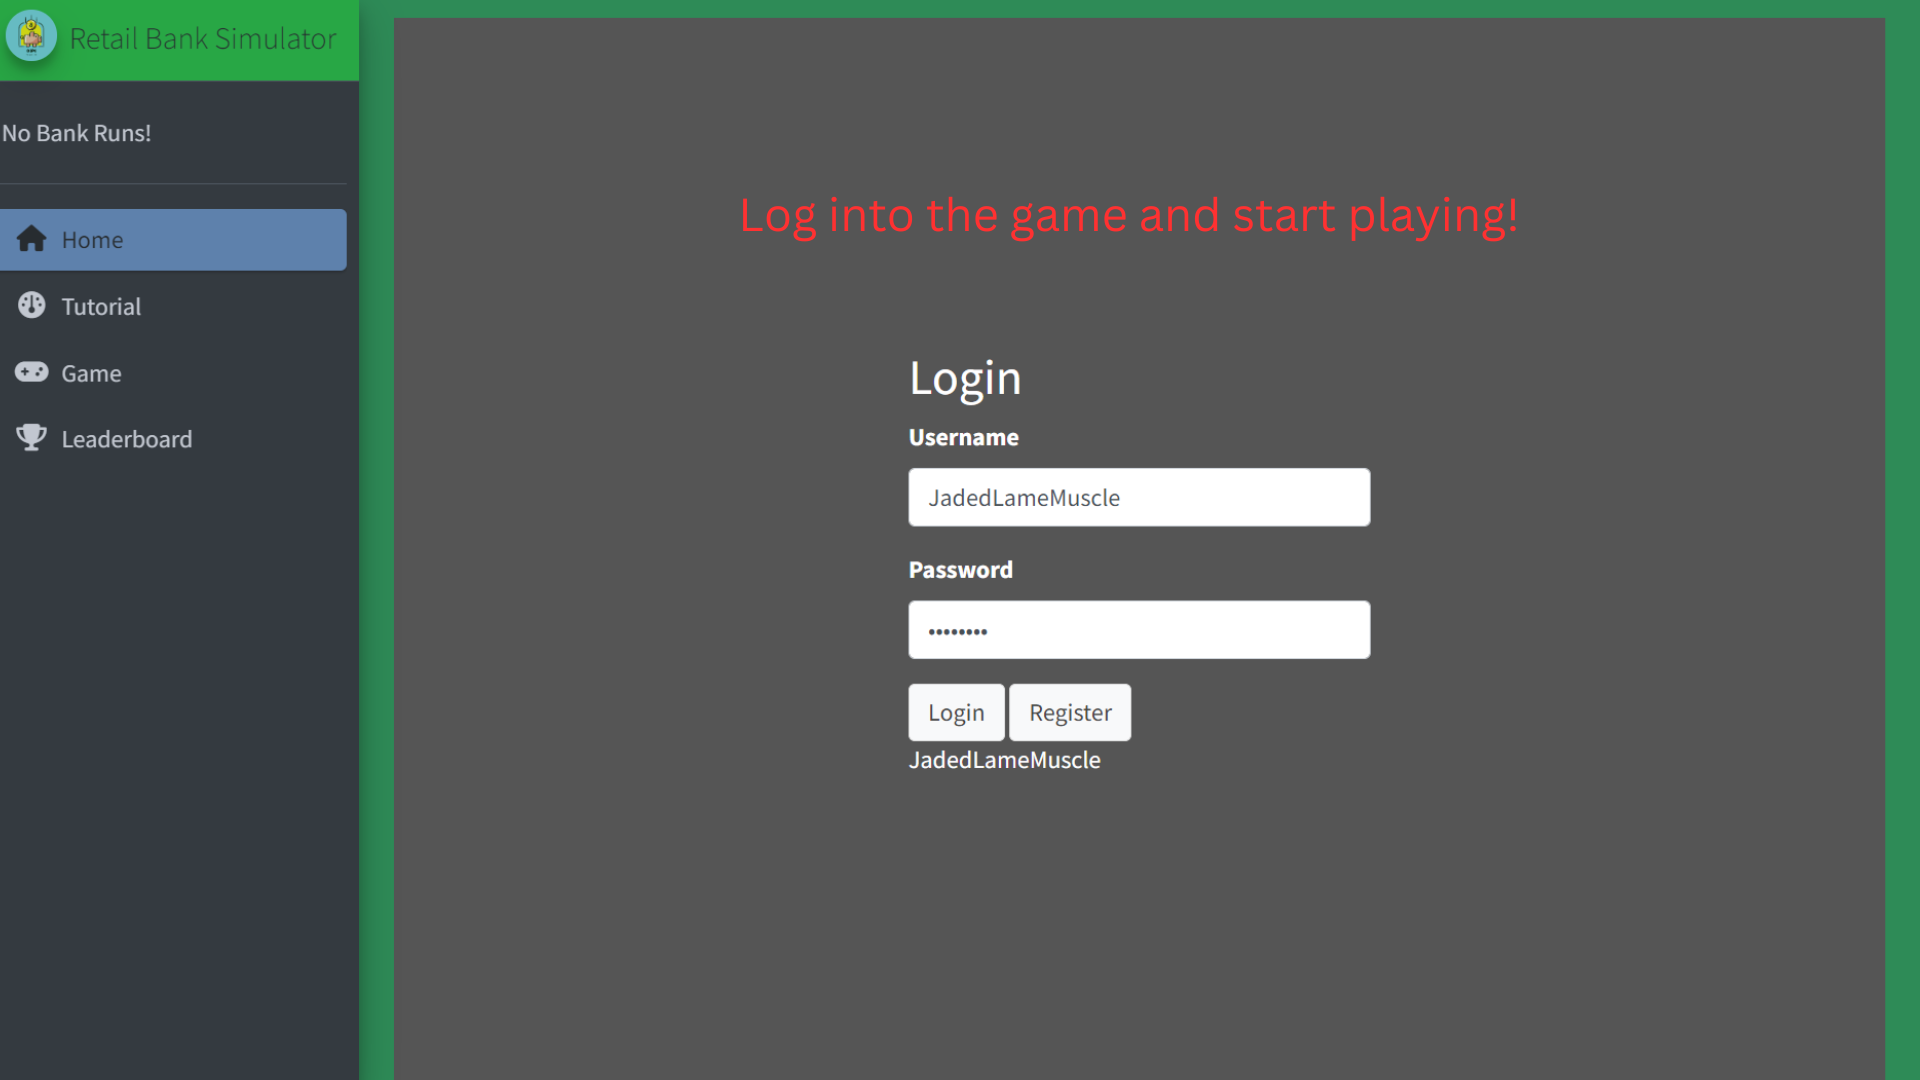 Retail Bank Simulator
No Bank Runs!
Home
Tutorial
Game
Leaderboard
Log into the game and start playing!
Login
Username
JadedLameMuscle
Password
••••••••
Login Register
JadedLameMuscle